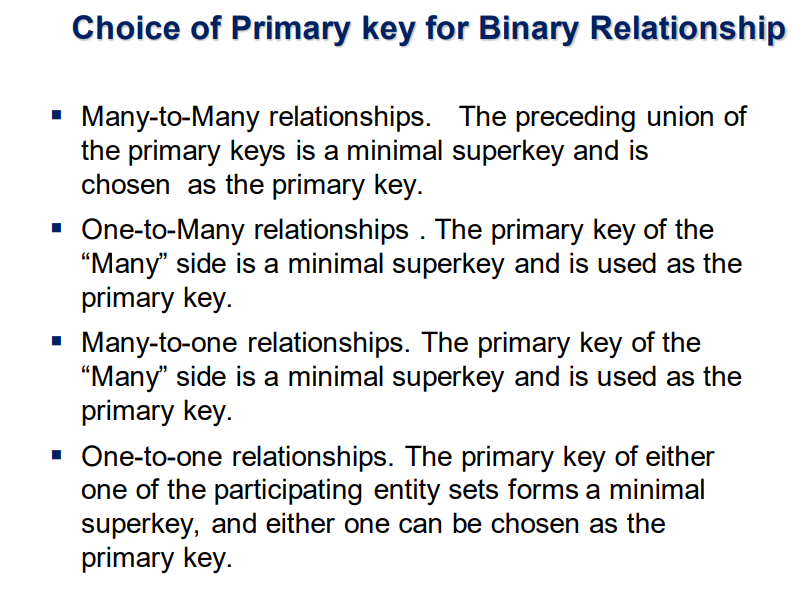 Choice of Primary key for Binary Relationship
▪ Many-to-Many relationships.   The preceding union of
the primary keys is a minimal superkey and is
chosen  as the primary key.
▪ One-to-Many relationships . The primary key of the
“Many” side is a minimal superkey and is used as the
primary key.
▪ Many-to-one relationships. The primary key of the
“Many” side is a minimal superkey and is used as the
primary key.
▪ One-to-one relationships. The primary key of either
one of the participating entity sets forms a minimal
superkey, and either one can be chosen as the
primary key.